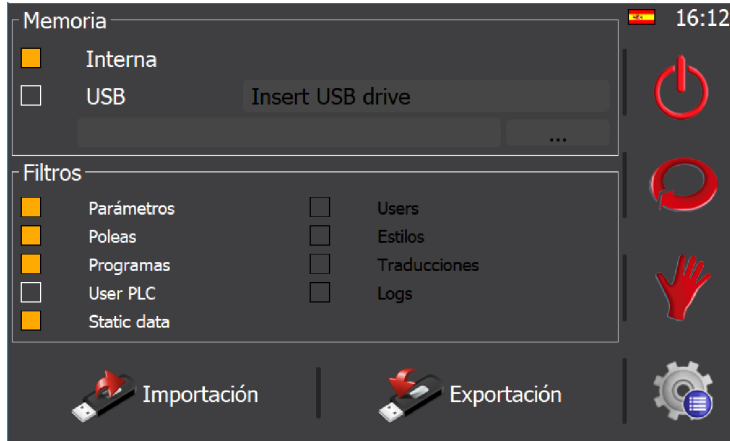 Memoria
16:12
Interna
USB
Insert USB drive
...
Filtros
Parámetros
Users
Poleas
Estilos
Programas
Traducciones
User PLC
Logs
Static data
Importación
Exportación